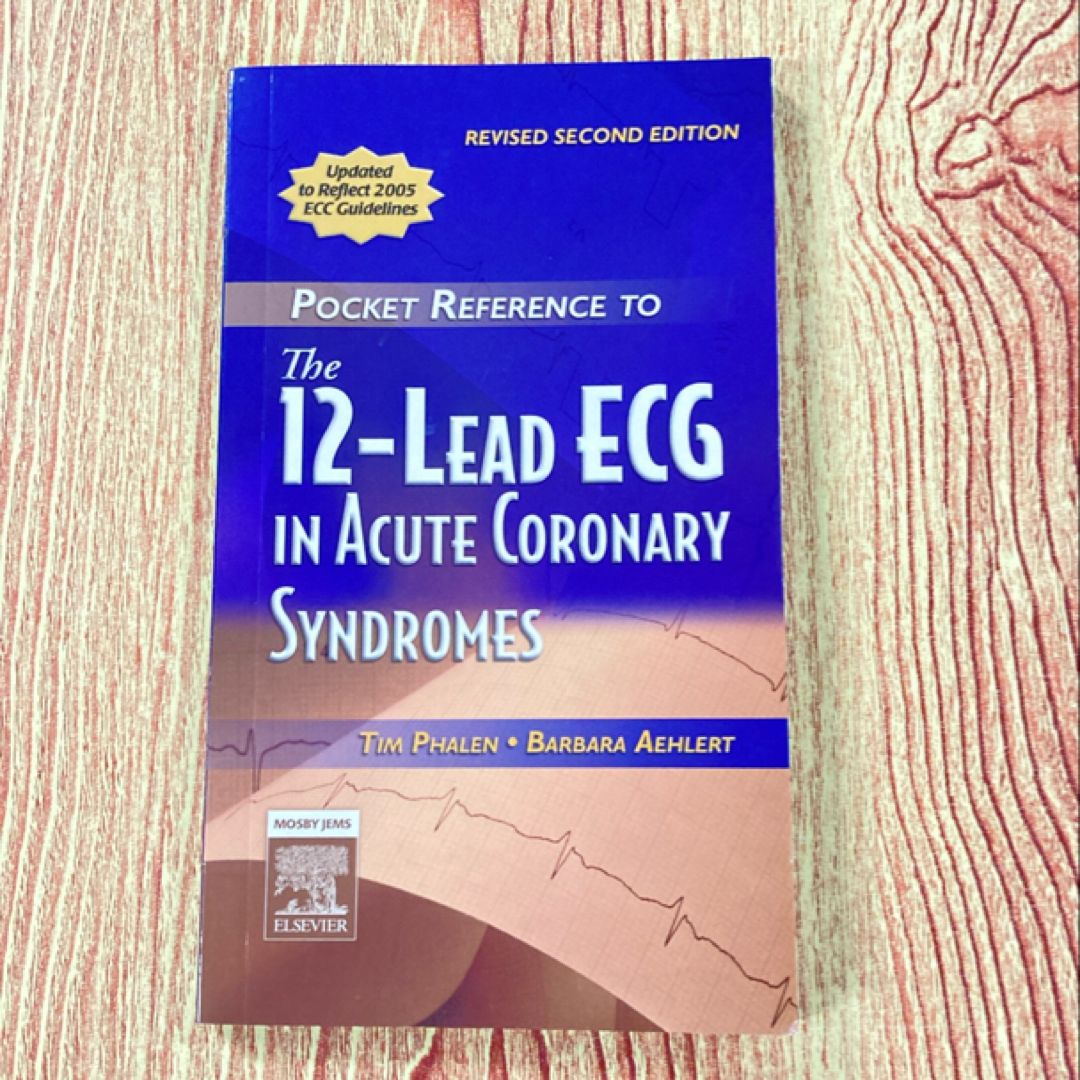 REVISED SECOND EDITION
Updated
to Reflect 2005
ECC Guidelines
POCKET REFERENCE TO
The
12-LEAD ECG
IN ACUTE CORONARY
SYNDROMES
TIM PHALEN • BARBARA AEHLERT
MOSBY JEMS
ELSEVIER